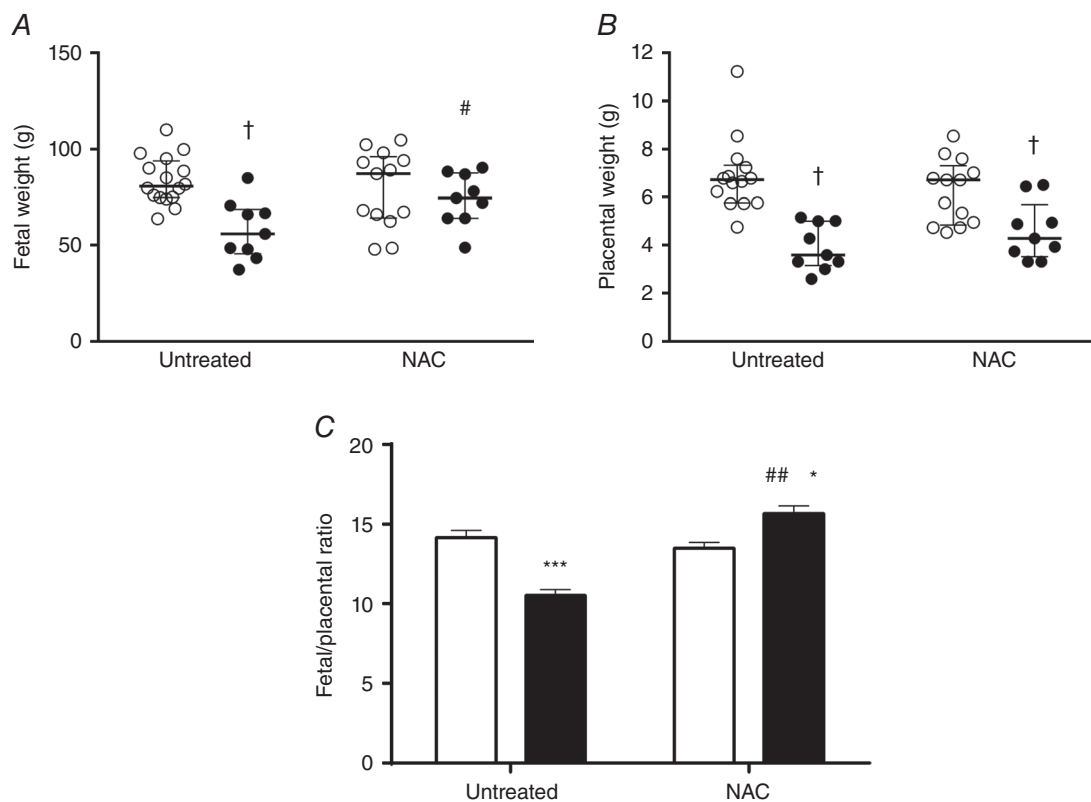 A
Fetal weight (g)
150
100
50
0
†
#
Untreated
NAC
B
Placental weight (g)
12
10
8
6
4
2
0
†
†
Untreated
NAC
C
Fetal/placental ratio
20
15
10
5
0
***
## *
Untreated
NAC